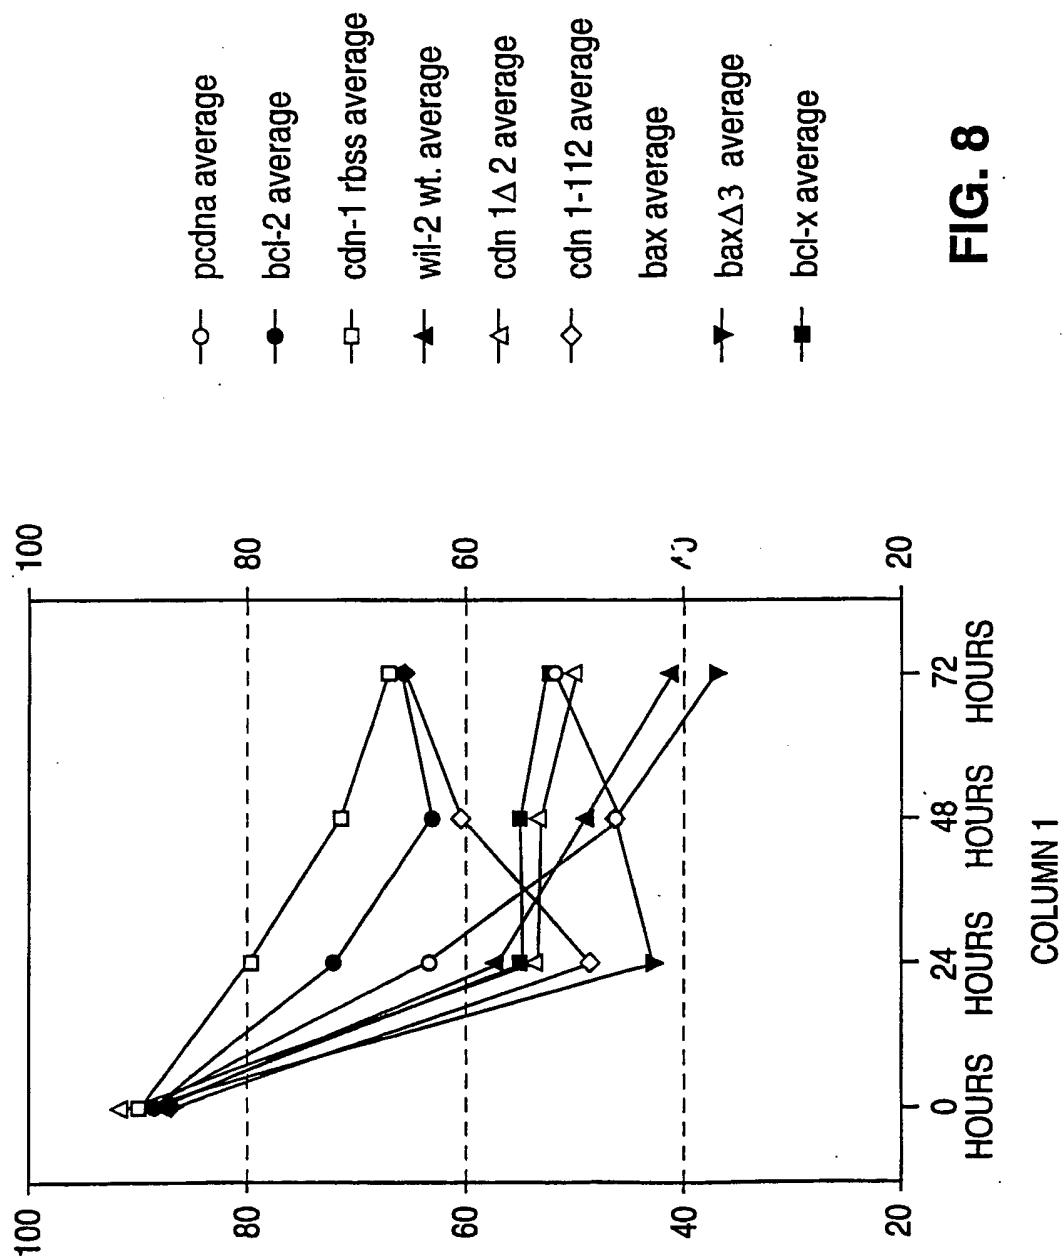 100
80
60
40
20
100
80
60
20
0 24 48 72
HOURS HOURS HOURS HOURS
COLUMN 1
pcdna average
bcl-2 average
cdn-1 rbss average
wil-2 wt. average
cdn 1Δ 2 average
cdn 1-112 average
bax average
baxΔ3 average
bcl-x average
FIG. 8